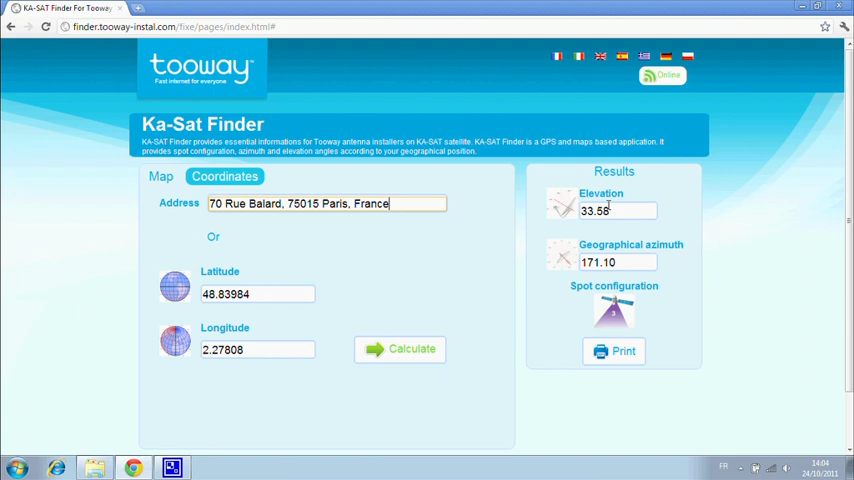 KA-SAT Finder For Tooway
finder.tooway-instal.com/fixe/pages/index.html#
tooway
Fast internet for everyone
Online
Ka-Sat Finder
KA-SAT Finder provides essential informations for Tooway antenna installers on KA-SAT satellite. KA-SAT Finder is a GPS and maps based application. It
provides spot configuration, azimuth and elevation angles according to your geographical position.
Map Coordinates
Address 70 Rue Balard, 75015 Paris, France
Or
Latitude
48.83984
Longitude
2.27808
Calculate
Results
Elevation
33.58
Geographical azimuth
171.10
Spot configuration
3
Print
FR
14:04
24/10/2011